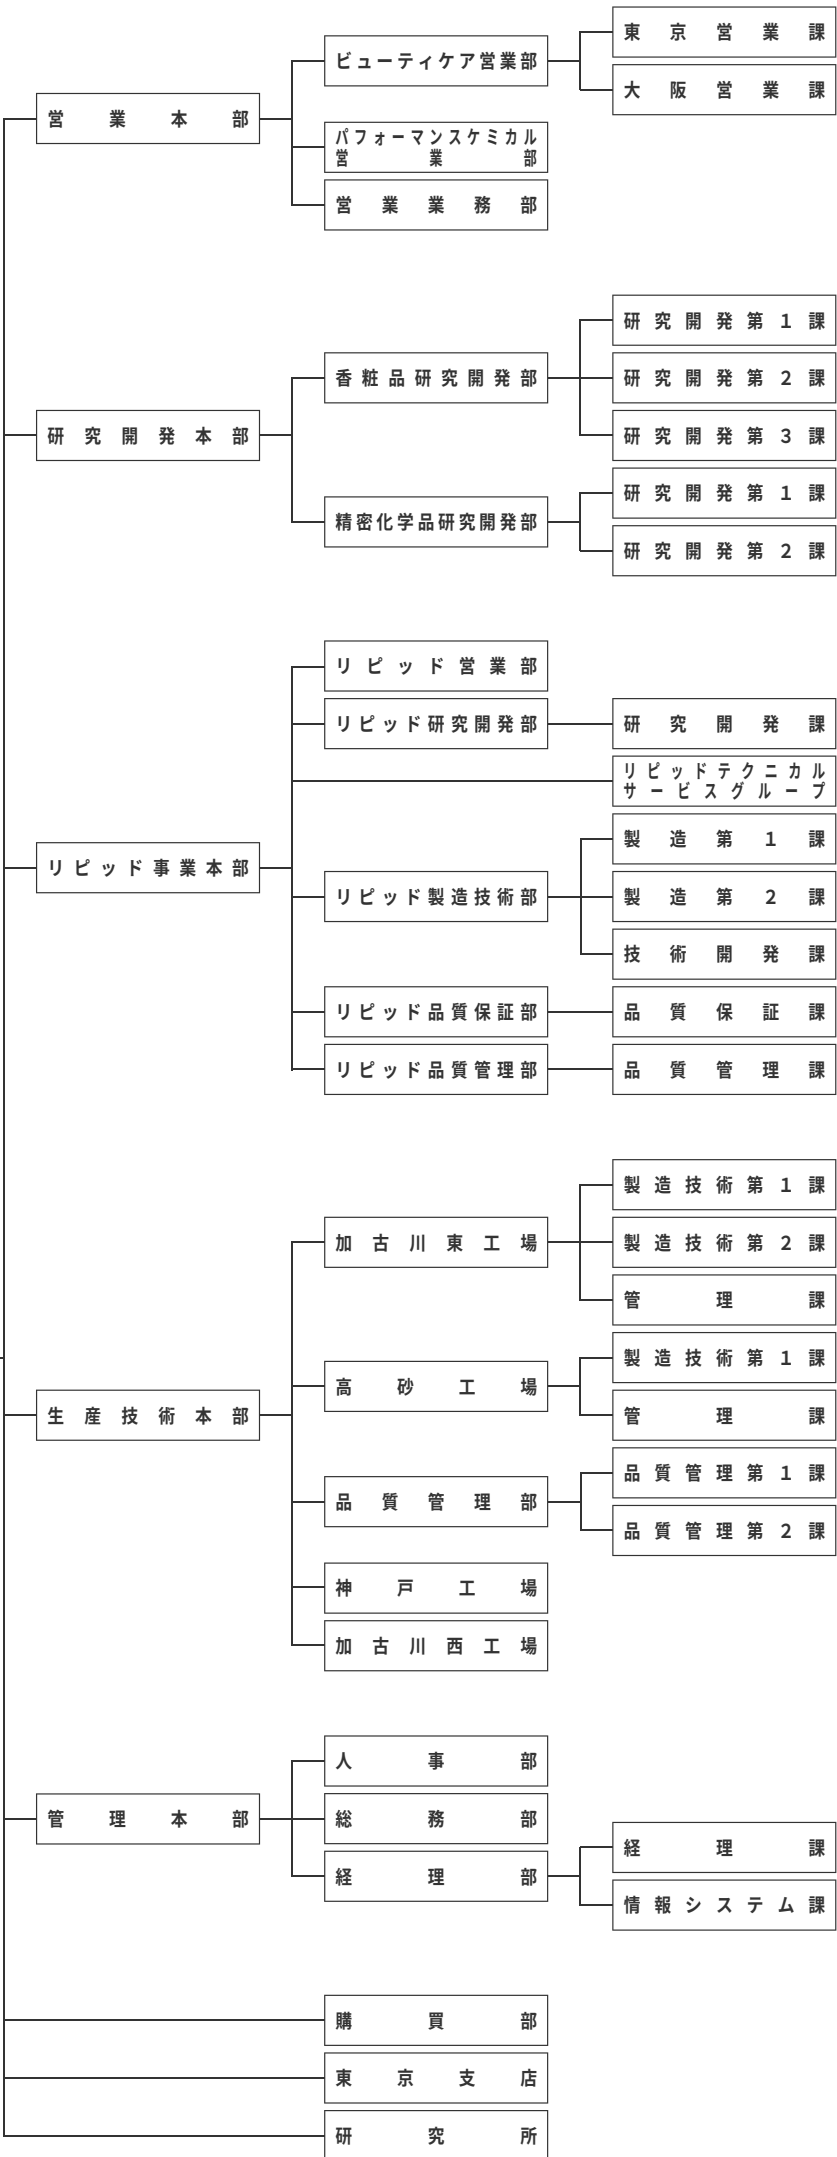 営業本部
ビューティケア営業部
東京営業課
大阪営業課
パフォーマンスケミカル
営業部
営業業務部
研究開発本部
香粧品研究開発部
研究開発第1課
研究開発第2課
研究開発第3課
精密化学品研究開発部
研究開発第1課
研究開発第2課
リピッド事業本部
リピッド営業部
リピッド研究開発部
研究開発課
リピッドテクニカル
サービスグループ
リピッド製造技術部
製造第1課
製造第2課
技術開発課
リピッド品質保証部
品質保証課
リピッド品質管理部
品質管理課
生産技術本部
加古川東工場
製造技術第1課
製造技術第2課
管理課
高砂工場
製造技術第1課
管理課
品質管理部
品質管理第1課
品質管理第2課
神戸工場
加古川西工場
管理本部
人事部
総務部
経理部
経理課
情報システム課
購買部
東京支店
研究所